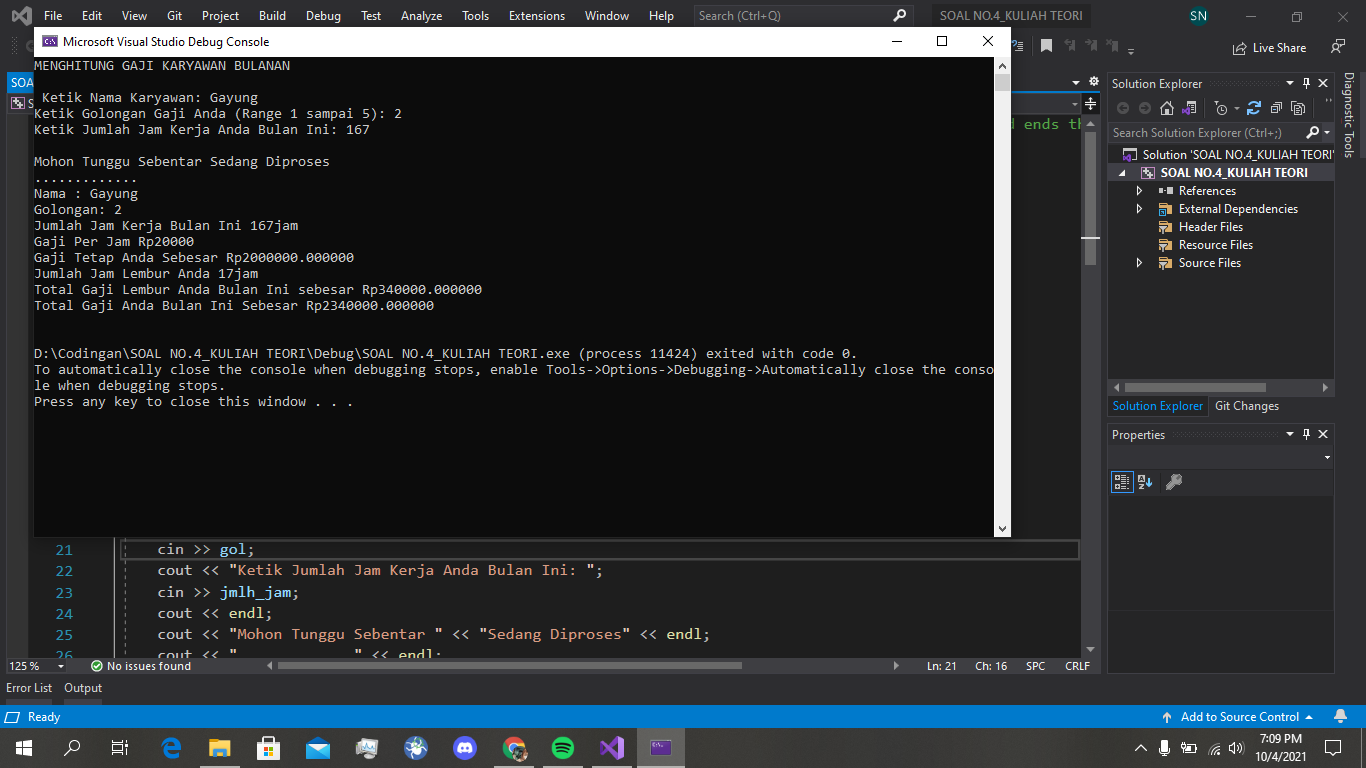 File Edit View Git Project Build Debug Test Analyze Tools Extensions Window Help Search (Ctrl+Q) SOAL NO.4_KULIAH TEORI SN
Live Share
Microsoft Visual Studio Debug Console
MENGHITUNG GAJI KARYAWAN BULANAN
Ketik Nama Karyawan: Gayung
Ketik Golongan Gaji Anda (Range 1 sampai 5): 2
Ketik Jumlah Jam Kerja Anda Bulan Ini: 167
Mohon Tunggu Sebentar Sedang Diproses
.............
Nama : Gayung
Golongan: 2
Jumlah Jam Kerja Bulan Ini 167jam
Gaji Per Jam Rp20000
Gaji Tetap Anda Sebesar Rp2000000.000000
Jumlah Jam Lembur Anda 17jam
Total Gaji Lembur Anda Bulan Ini sebesar Rp340000.000000
Total Gaji Anda Bulan Ini Sebesar Rp2340000.000000
D:\Codingan\SOAL NO.4_KULIAH TEORI\Debug\SOAL NO.4_KULIAH TEORI.exe (process 11424) exited with code 0.
To automatically close the console when debugging stops, enable Tools->Options->Debugging->Automatically close the conso
le when debugging stops.
Press any key to close this window . . .
SOA
ends th
21 cin >> gol;
22 cout << "Ketik Jumlah Jam Kerja Anda Bulan Ini: ";
23 cin >> jmlh_jam;
24 cout << endl;
25 cout << "Mohon Tunggu Sebentar " << "Sedang Diproses" << endl;
26 cout << " " << endl;
125 % No issues found Ln: 21 Ch: 16 SPC CRLF
Solution Explorer
Search Solution Explorer (Ctrl+;)
Solution 'SOAL NO.4_KULIAH TEORI'
SOAL NO.4_KULIAH TEORI
References
External Dependencies
Header Files
Resource Files
Source Files
Solution Explorer Git Changes
Properties
Diagnostic Tools
Error List Output
Ready Add to Source Control
7:09 PM
10/4/2021